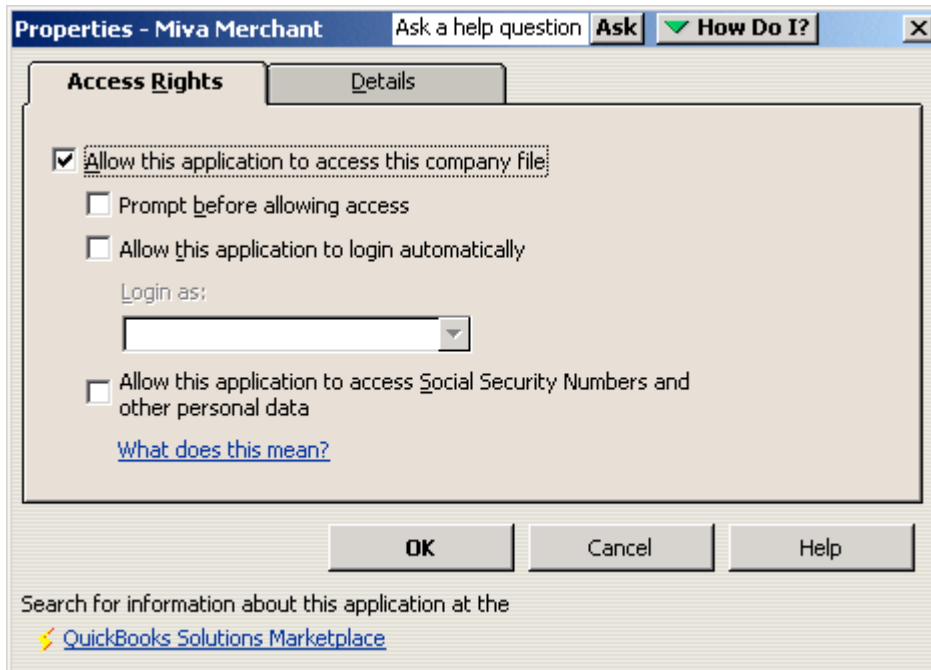 Properties - Miva Merchant Ask a help question Ask How Do I?
Access Rights Details
Allow this application to access this company file
Prompt before allowing access
Allow this application to login automatically
Login as:
Allow this application to access Social Security Numbers and
other personal data
What does this mean?
OK Cancel Help
Search for information about this application at the
QuickBooks Solutions Marketplace